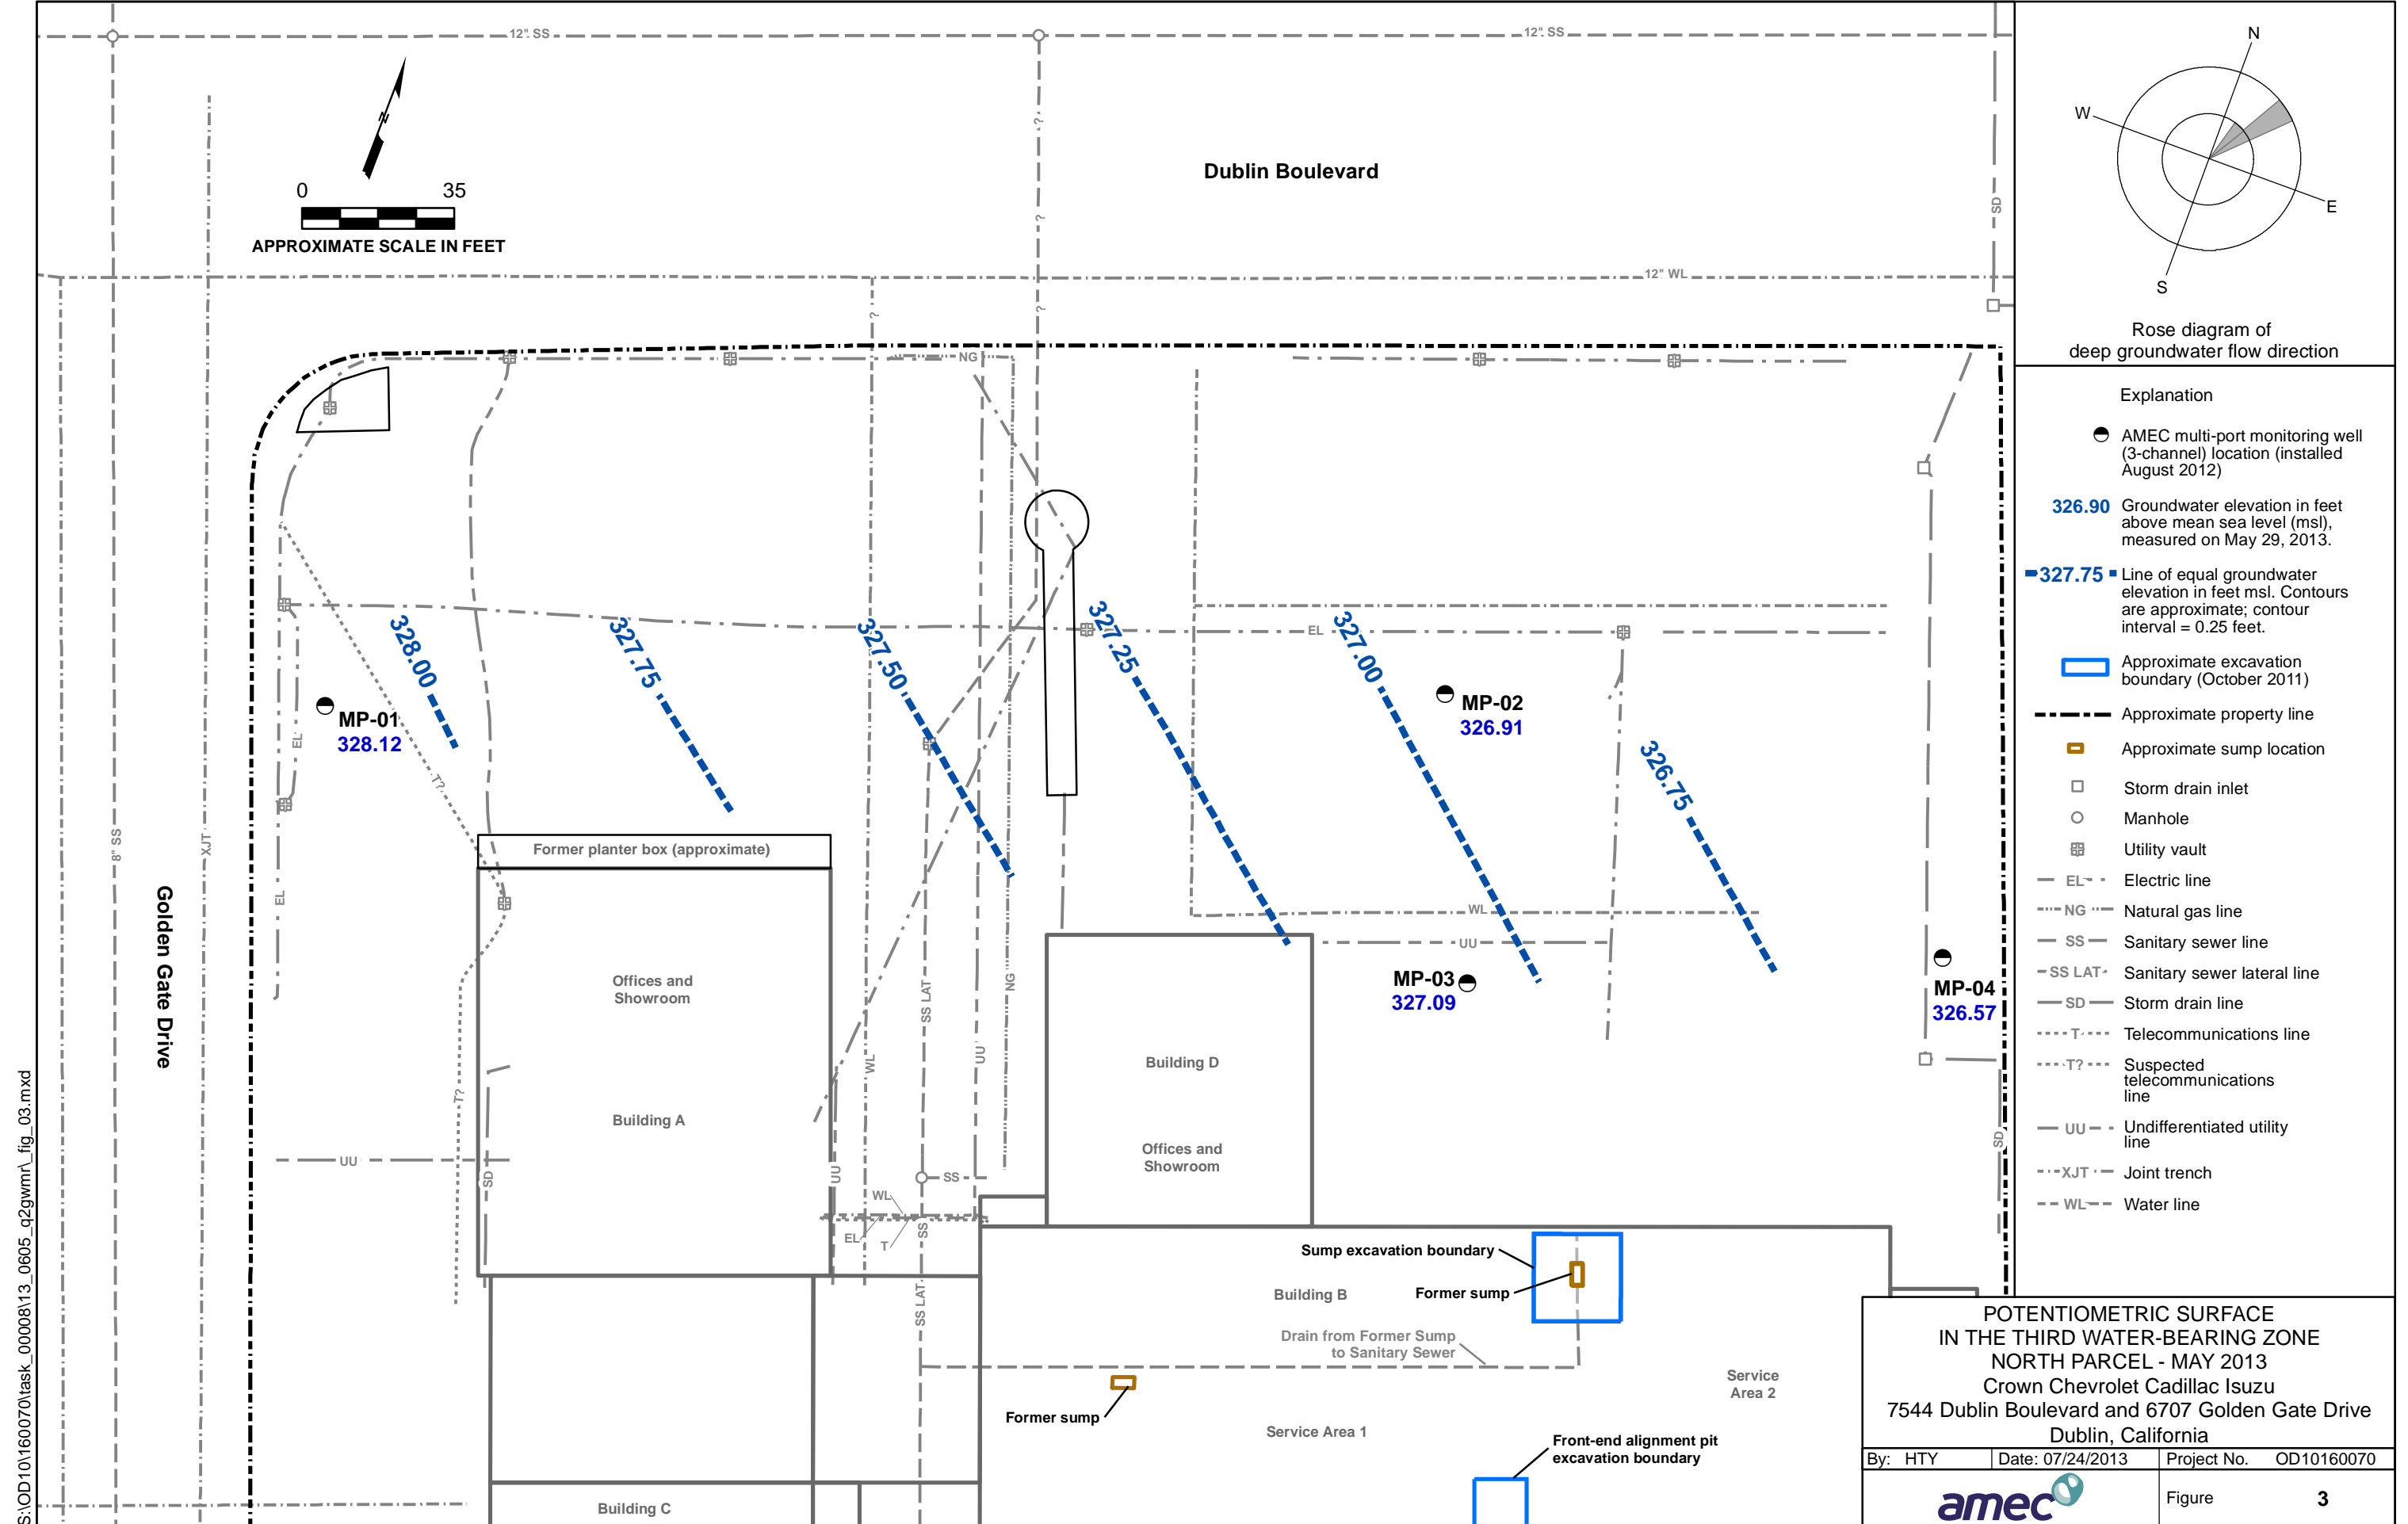 12" SS
12" SS
N
0 35
APPROXIMATE SCALE IN FEET
Dublin Boulevard
?
?
?
?
SD
12" WL
N
W
E
S
Rose diagram of
deep groundwater flow direction
Explanation
AMEC multi-port monitoring well
(3-channel) location (installed
August 2012)
326.90 Groundwater elevation in feet
above mean sea level (msl),
measured on May 29, 2013.
327.75 Line of equal groundwater
elevation in feet msl. Contours
are approximate; contour
interval = 0.25 feet.
Approximate excavation
boundary (October 2011)
Approximate property line
Approximate sump location
Storm drain inlet
Manhole
Utility vault
EL Electric line
NG Natural gas line
SS Sanitary sewer line
SS LAT Sanitary sewer lateral line
SD Storm drain line
T Telecommunications line
T? Suspected
telecommunications
line
UU Undifferentiated utility
line
XJT Joint trench
WL Water line
NG
328.00
327.75
327.50
327.25
327.00
326.75
EL
MP-01
328.12
MP-02
326.91
MP-03
327.09
MP-04
326.57
EL
EL
T?
T?
8" SS
XJT
Golden Gate Drive
Former planter box (approximate)
Offices and
Showroom
Building A
UU
SD
UU
WL
SS LAT
UU
NG
WL
UU
SS
WL
EL
T
SS
SS LAT
Building D
Offices and
Showroom
SD
Sump excavation boundary
Building B
Former sump
Drain from Former Sump
to Sanitary Sewer
Former sump
Service Area 1
Service
Area 2
Front-end alignment pit
excavation boundary
Building C
S:\OD10\160070\task_00008\13_0605_q2gwmr\_fig_03.mxd
POTENTIOMETRIC SURFACE
IN THE THIRD WATER-BEARING ZONE
NORTH PARCEL - MAY 2013
Crown Chevrolet Cadillac Isuzu
7544 Dublin Boulevard and 6707 Golden Gate Drive
Dublin, California
By: HTY Date: 07/24/2013 Project No. OD10160070
amec Figure 3